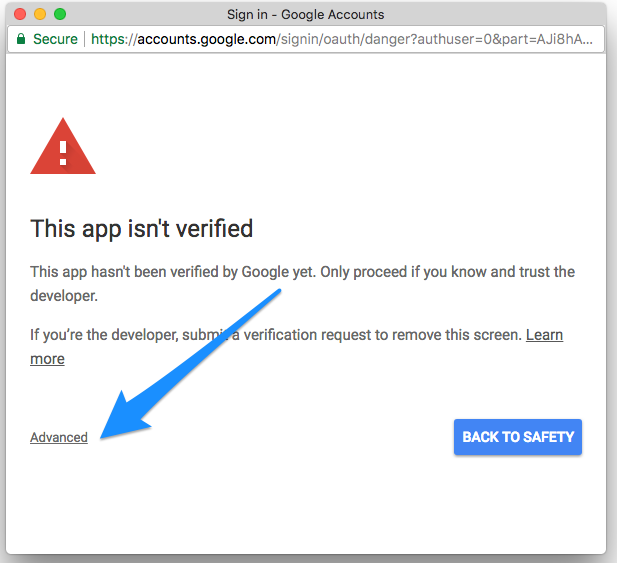 Sign in - Google Accounts
Secure https://accounts.google.com/signin/oauth/danger?authuser=0&part=AJi8hA...
This app isn't verified
This app hasn't been verified by Google yet. Only proceed if you know and trust the
developer.
If you're the developer, submit a verification request to remove this screen. Learn
more
Advanced
BACK TO SAFETY